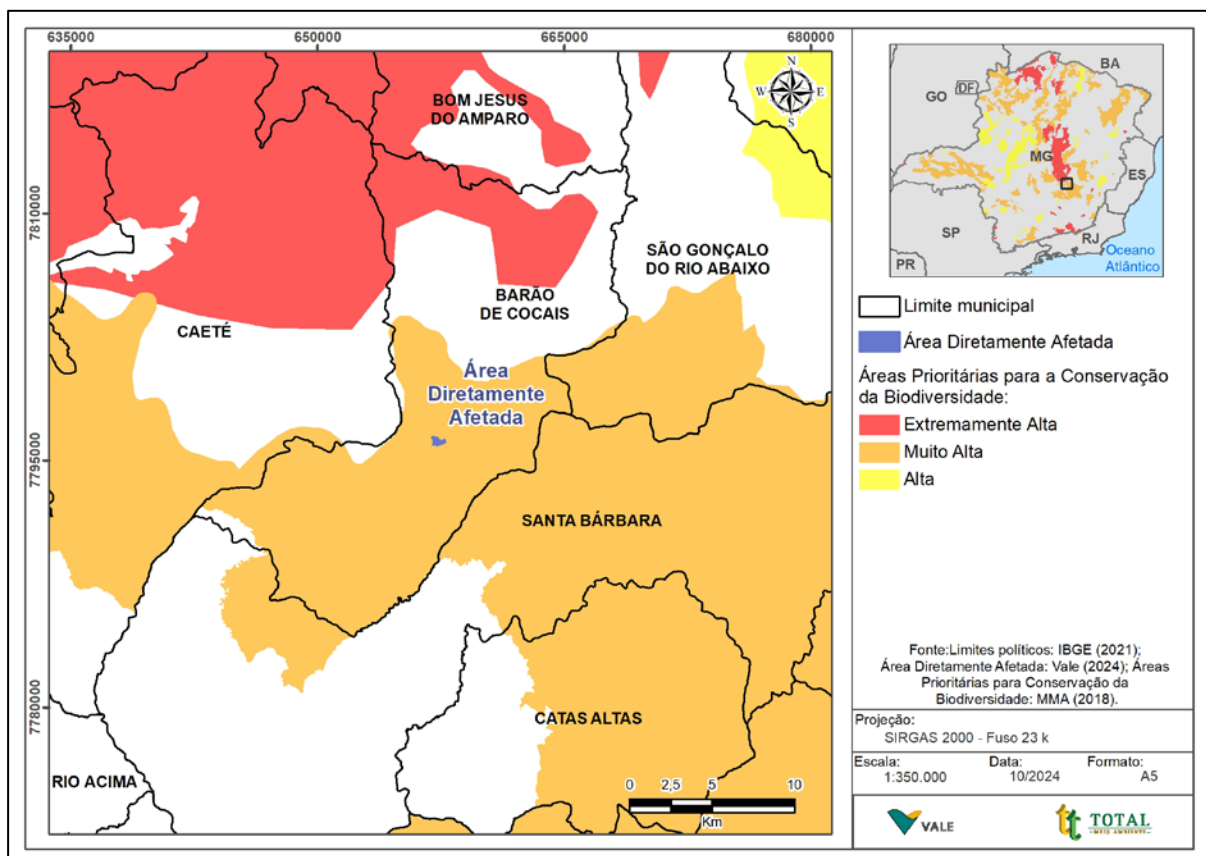 635000
650000
665000
680000
7810000
7795000
7780000
N
W
E
S
BOM JESUS
DO AMPARO
SÃO GONÇALO
DO RIO ABAIXO
BARÃO
DE COCAIS
CAETÉ
Área
Diretamente
Afetada
SANTA BÁRBARA
CATAS ALTAS
RIO ACIMA
0 2,5 5 10
Km
BA
GO
DF
MG
ES
SP
RJ
PR
Oceano
Atlântico
Limite municipal
Área Diretamente Afetada
Áreas Prioritárias para a Conservação
da Biodiversidade:
Extremamente Alta
Muito Alta
Alta
Fonte:Limites políticos: IBGE (2021);
Área Diretamente Afetada: Vale (2024); Áreas
Prioritárias para Conservação da
Biodiversidade: MMA (2018).
Projeção:
SIRGAS 2000 - Fuso 23 k
Escala: Data: Formato:
1:350.000 10/2024 A5
VALE
TOTAL
MEIO AMBIENTE